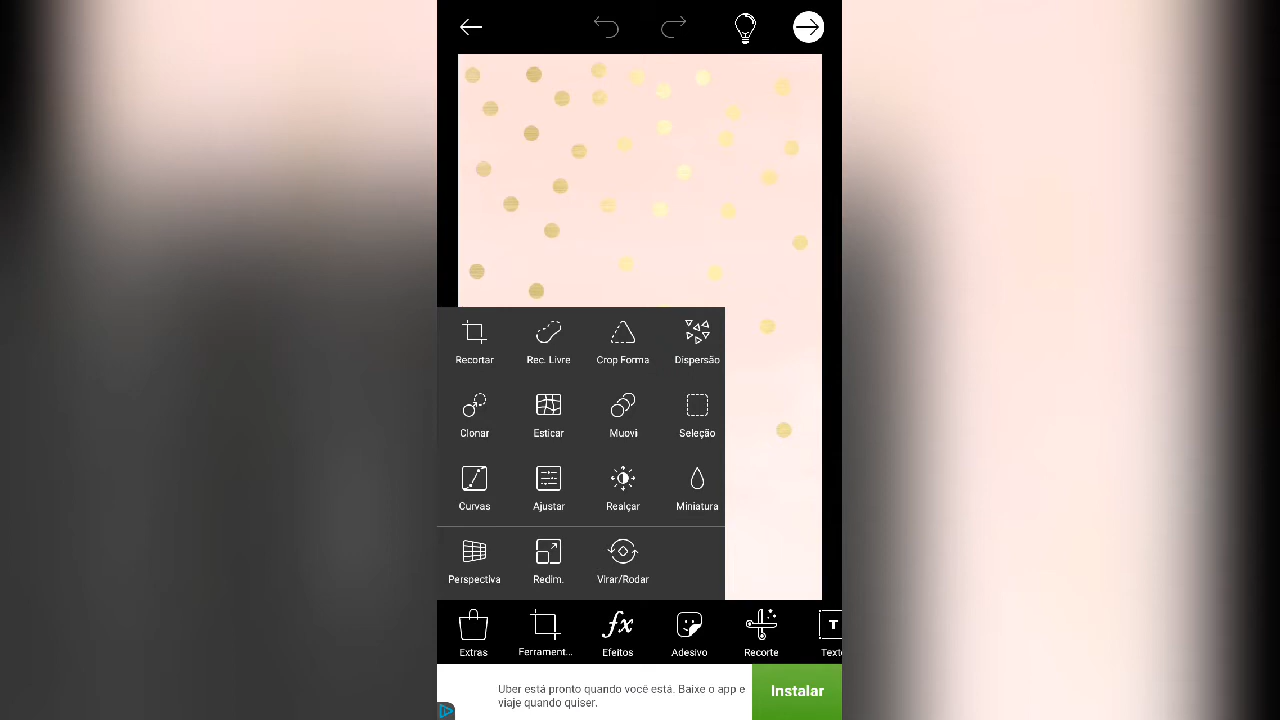 Recortar Rec. Livre Crop Forma Dispersão
Clonar Esticar Muovi Seleção
Curvas Ajustar Realçar Miniatura
Perspectiva Redim. Virar/Rodar
Extras Ferrament... Efeitos Adesivo Recorte Texto
Uber está pronto quando você está. Baixe o app e
viaje quando quiser.
Instalar